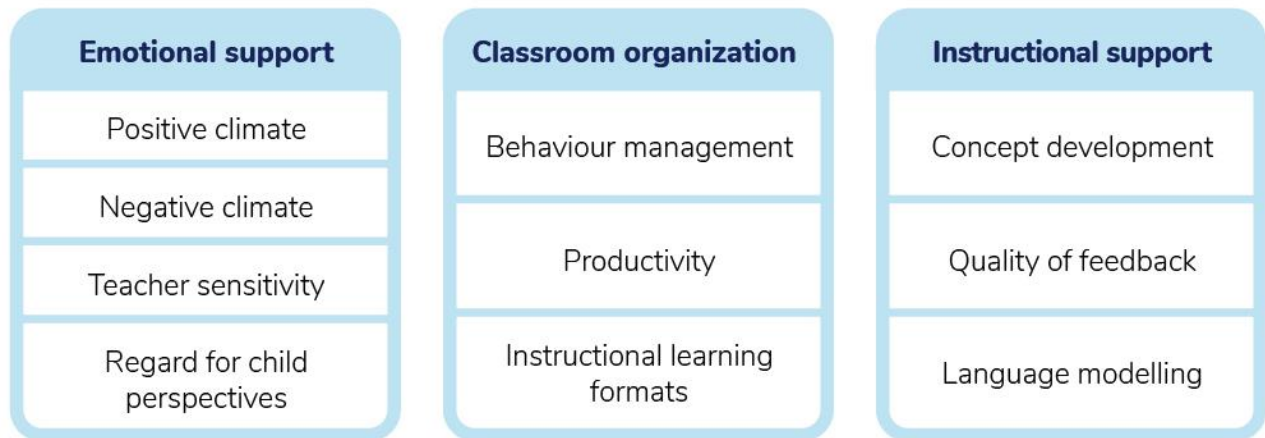 Emotional support
Positive climate
Negative climate
Teacher sensitivity
Regard for child
perspectives
Classroom organization
Behaviour management
Productivity
Instructional learning
formats
Instructional support
Concept development
Quality of feedback
Language modelling